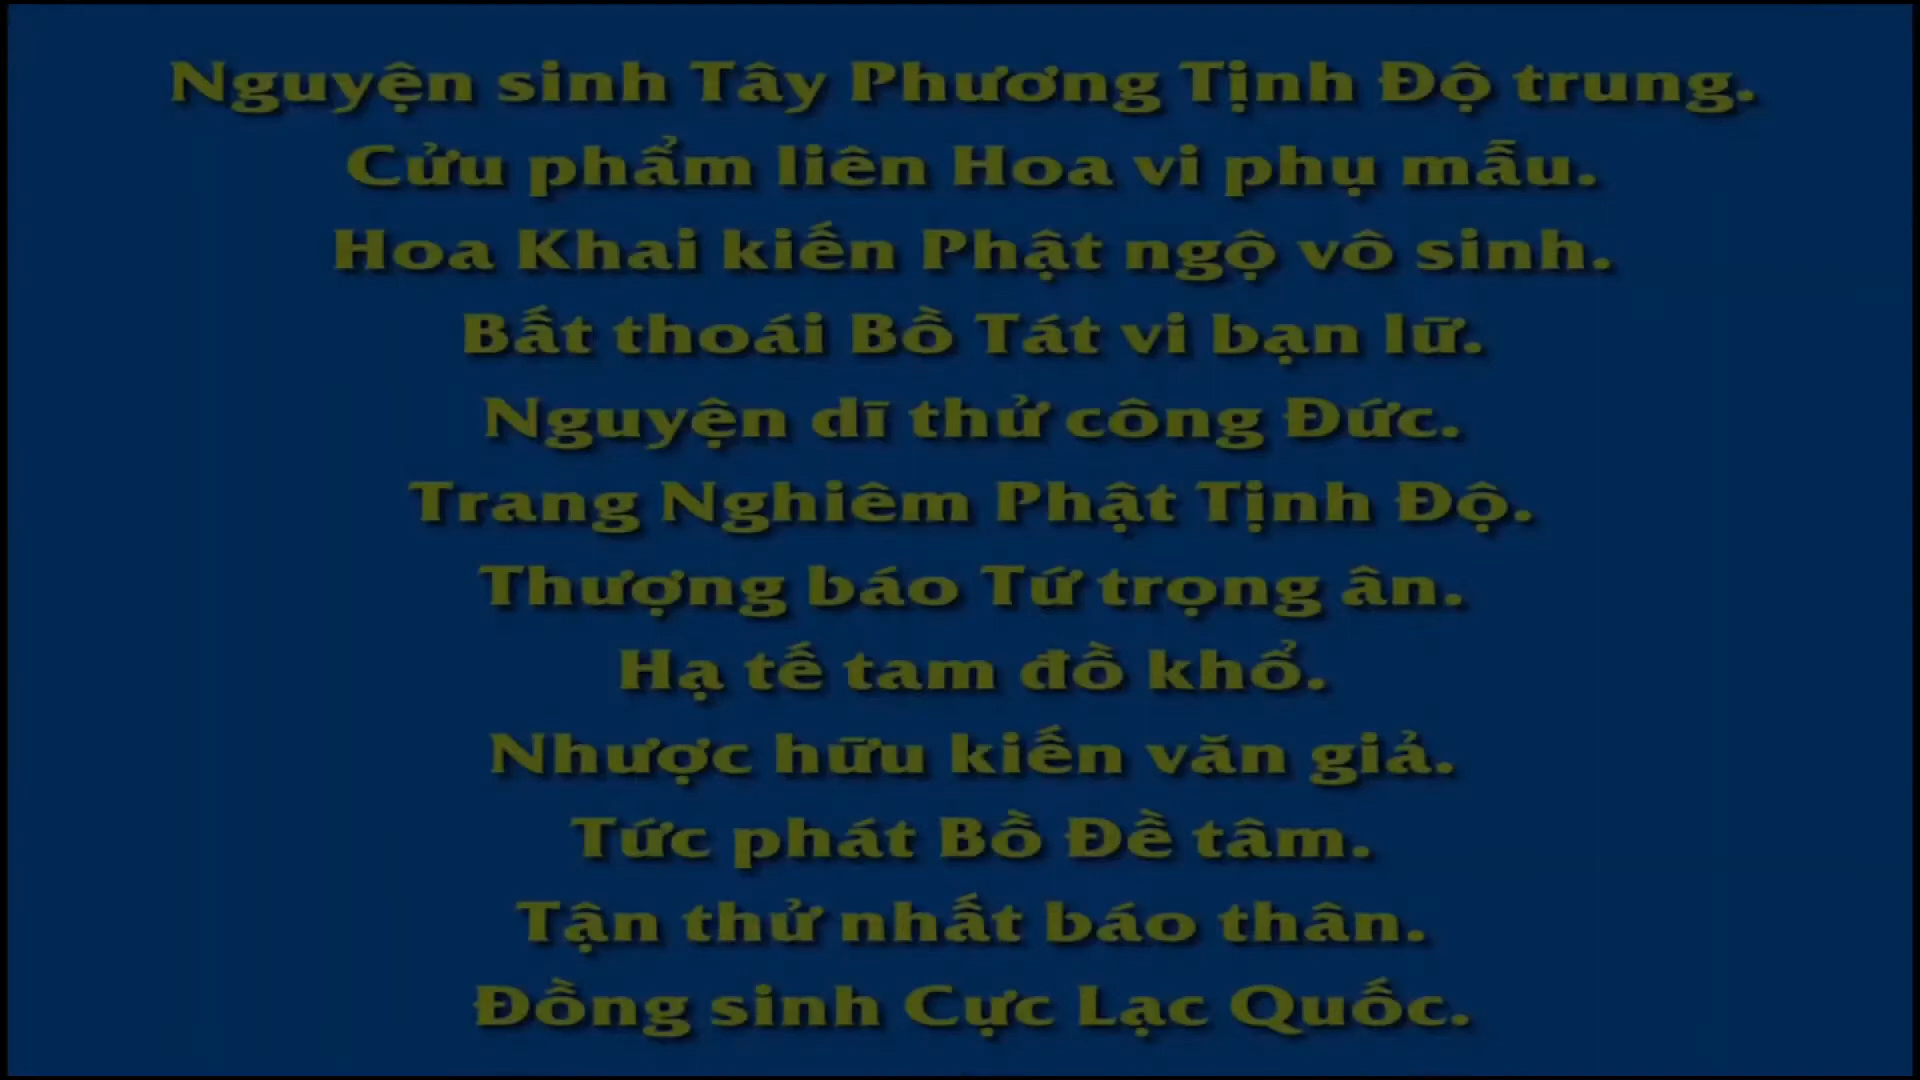 Nguyện sinh Tây Phương Tịnh Độ trung.
Cửu phẩm liên Hoa vi phụ mẫu.
Hoa Khai kiến Phật ngộ vô sinh.
Bất thoái Bồ Tát vi bạn lữ.
Nguyện dĩ thử công Đức.
Trang Nghiêm Phật Tịnh Độ.
Thượng báo Tứ trọng ân.
Hạ tế tam đồ khổ.
Nhược hữu kiến văn giả.
Tức phát Bồ Đề tâm.
Tận thử nhất báo thân.
Đồng sinh Cực Lạc Quốc.